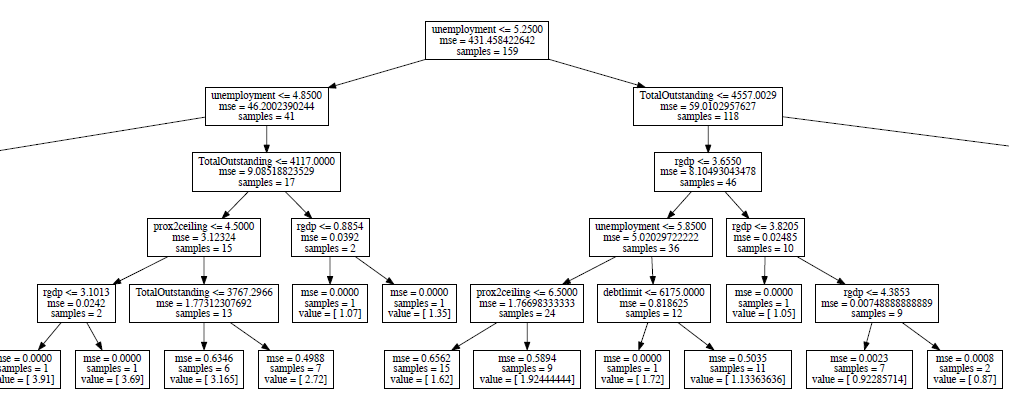 unemployment <= 5.2500
mse = 431.458422642
samples = 159
unemployment <= 4.8500
mse = 46.2002390244
samples = 41
TotalOutstanding <= 4557.0029
mse = 59.0102957627
samples = 118
TotalOutstanding <= 4117.0000
mse = 9.08518823529
samples = 17
rgdp <= 3.6550
mse = 8.10493043478
samples = 46
prox2ceiling <= 4.5000
mse = 3.12324
samples = 15
rgdp <= 0.8854
mse = 0.0392
samples = 2
unemployment <= 5.8500
mse = 5.02029722222
samples = 36
rgdp <= 3.8205
mse = 0.02485
samples = 10
rgdp <= 3.1013
mse = 0.0242
samples = 2
TotalOutstanding <= 3767.2966
mse = 1.77312307692
samples = 13
mse = 0.0000
samples = 1
value = [ 1.07]
mse = 0.0000
samples = 1
value = [ 1.35]
prox2ceiling <= 6.5000
mse = 1.76698333333
samples = 24
debtlimit <= 6175.0000
mse = 0.818625
samples = 12
mse = 0.0000
samples = 1
value = [ 1.05]
rgdp <= 4.3853
mse = 0.00748888888889
samples = 9
mse = 0.0000
samples = 1
value = [ 3.91]
mse = 0.0000
samples = 1
value = [ 3.69]
mse = 0.6346
samples = 6
value = [ 3.165]
mse = 0.4988
samples = 7
value = [ 2.72]
mse = 0.6562
samples = 15
value = [ 1.62]
mse = 0.5894
samples = 9
value = [ 1.92444444]
mse = 0.0000
samples = 1
value = [ 1.72]
mse = 0.5035
samples = 11
value = [ 1.13363636]
mse = 0.0023
samples = 7
value = [ 0.92285714]
mse = 0.0008
samples = 2
value = [ 0.87]